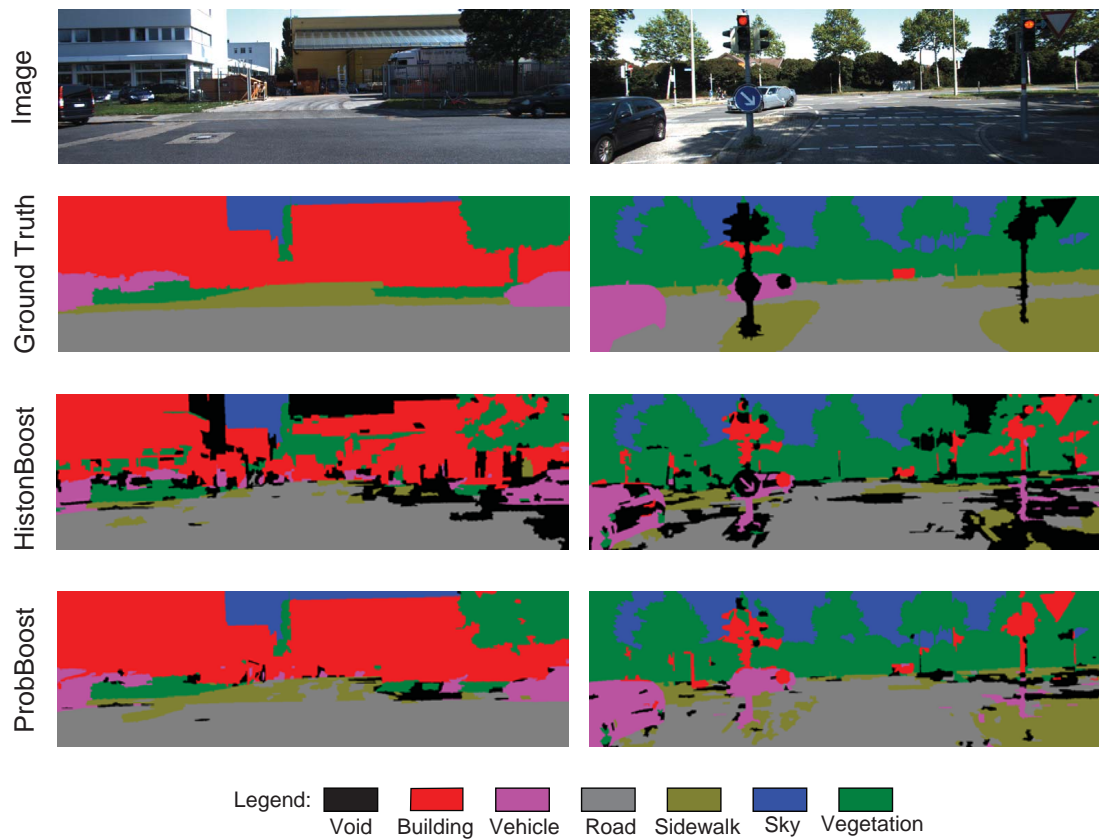 Image
Ground Truth
HistonBoost
ProbBoost
Legend:
Void
Building
Vehicle
Road
Sidewalk
Sky
Vegetation